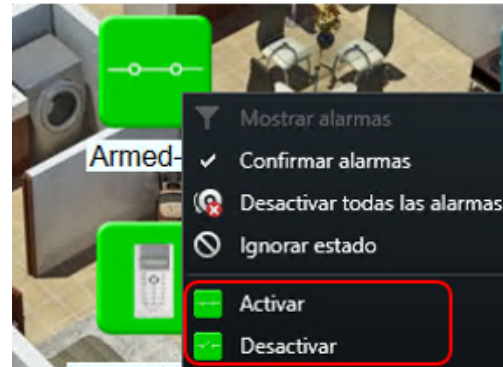 Armed-
Mostrar alarmas
Confirmar alarmas
Desactivar todas las alarmas
Ignorar estado
Activar
Desactivar